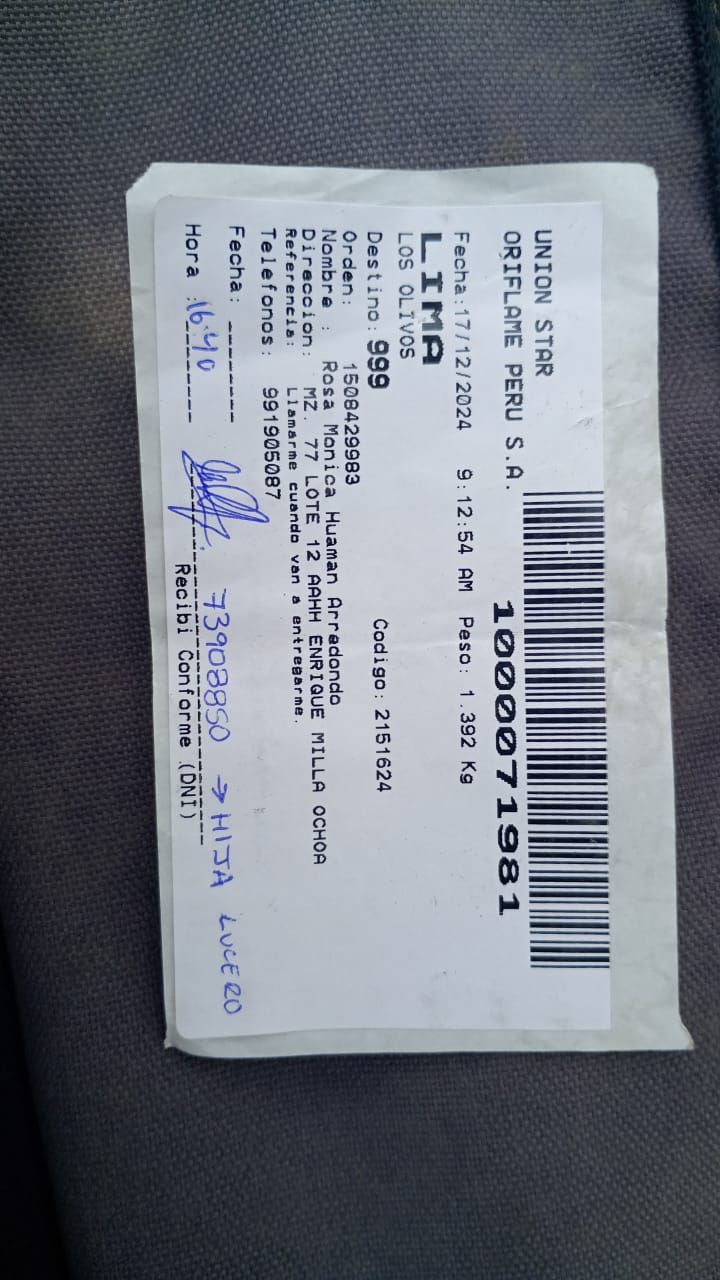 UNION STAR
ORIFLAME PERU S.A.
1000071981
Fecha:17/12/2024 9:12:54 AM Peso: 1.392 Kg
LIMA
LOS OLIVOS
Destino: 999 Codigo: 2151624
Orden: 1508429983
Nombre : Rosa Monica Huaman Arredondo
Direccion: MZ. 77 LOTE 12 AAHH ENRIQUE MILLA OCHOA
Referencia: Llamarme cuando van a entregarme.
Telefonos: 991905087
Fecha: --------
Hora :16:40 73908850 → HIJA LUCERO
Recibi Conforme (DNI)